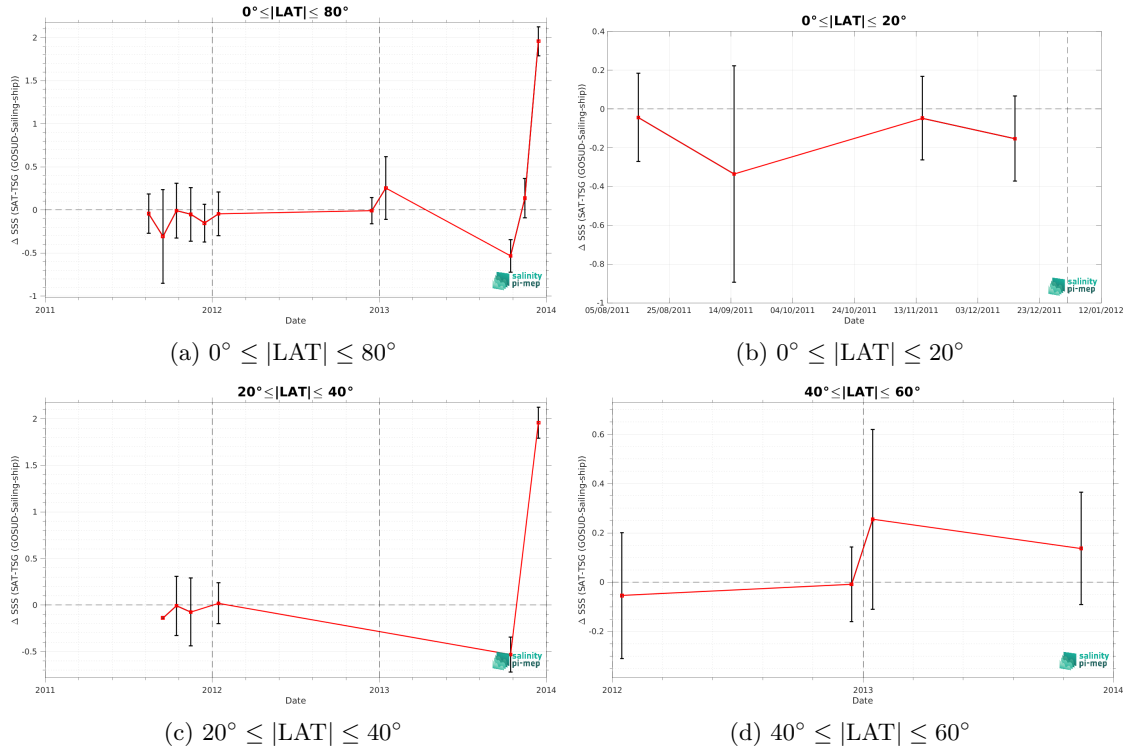 0°≤|LAT|≤ 80°
Δ SSS (SAT-TSG (GOSUD-Sailing-ship))
2
1.5
1
0.5
0
-0.5
-1
2011
2012
2013
2014
Date
salinity
pi-mep
(a) 0° ≤ |LAT| ≤ 80°
0°≤|LAT|≤ 20°
Δ SSS (SAT-TSG (GOSUD-Sailing-ship))
0.4
0.2
0
-0.2
-0.4
-0.6
-0.8
-1
05/08/2011
25/08/2011
14/09/2011
04/10/2011
24/10/2011
13/11/2011
03/12/2011
23/12/2011
12/01/2012
Date
salinity
pi-mep
(b) 0° ≤ |LAT| ≤ 20°
20°≤|LAT|≤ 40°
Δ SSS (SAT-TSG (GOSUD-Sailing-ship))
2
1.5
1
0.5
0
-0.5
2011
2012
2013
2014
Date
salinity
pi-mep
(c) 20° ≤ |LAT| ≤ 40°
40°≤|LAT|≤ 60°
Δ SSS (SAT-TSG (GOSUD-Sailing-ship))
0.6
0.4
0.2
0
-0.2
2012
2013
2014
Date
salinity
pi-mep
(d) 40° ≤ |LAT| ≤ 60°